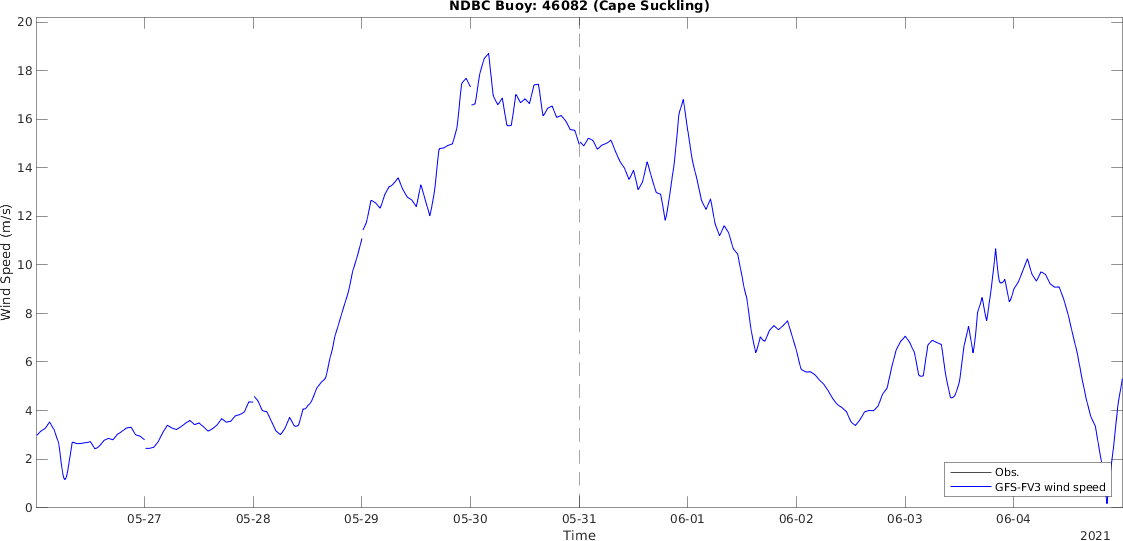 NDBC Buoy: 46082 (Cape Suckling)
20
18
16
14
12
10
8
6
4
2
0
Wind Speed (m/s)
Obs.
GFS-FV3 wind speed
05-27 05-28 05-29 05-30 05-31 06-01 06-02 06-03 06-04
Time
2021